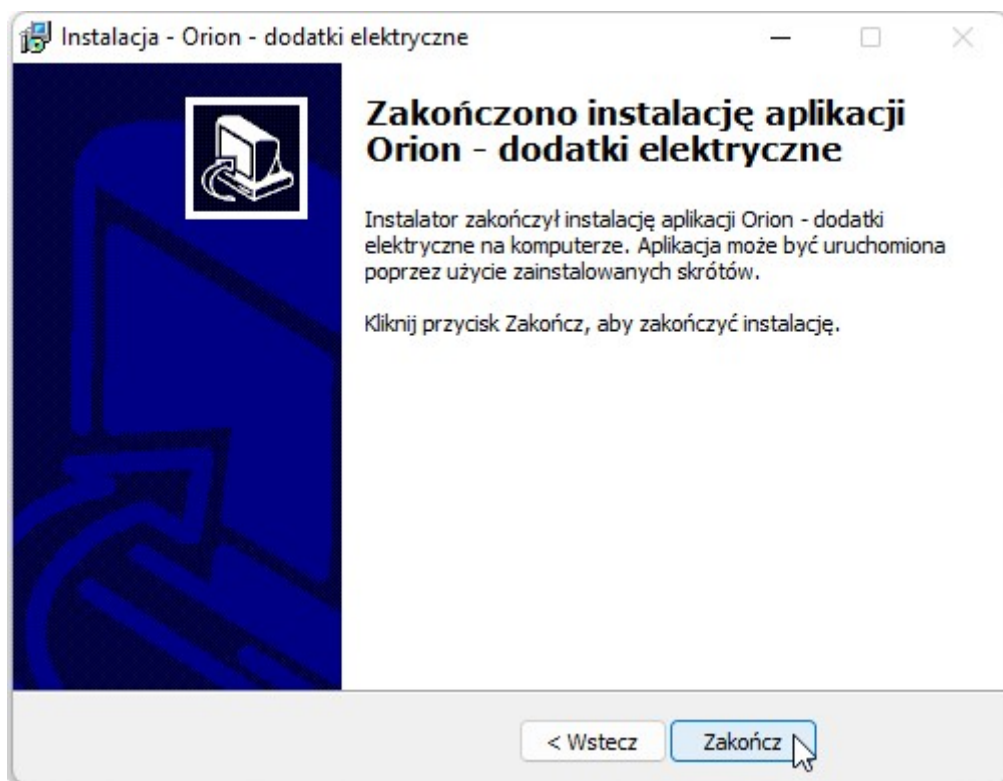 Instalacja - Orion - dodatki elektryczne
Zakończono instalację aplikacji
Orion - dodatki elektryczne
Instalator zakończył instalację aplikacji Orion - dodatki
elektryczne na komputerze. Aplikacja może być uruchomiona
poprzez użycie zainstalowanych skrótów.
Kliknij przycisk Zakończ, aby zakończyć instalację.
< Wstecz
Zakończ